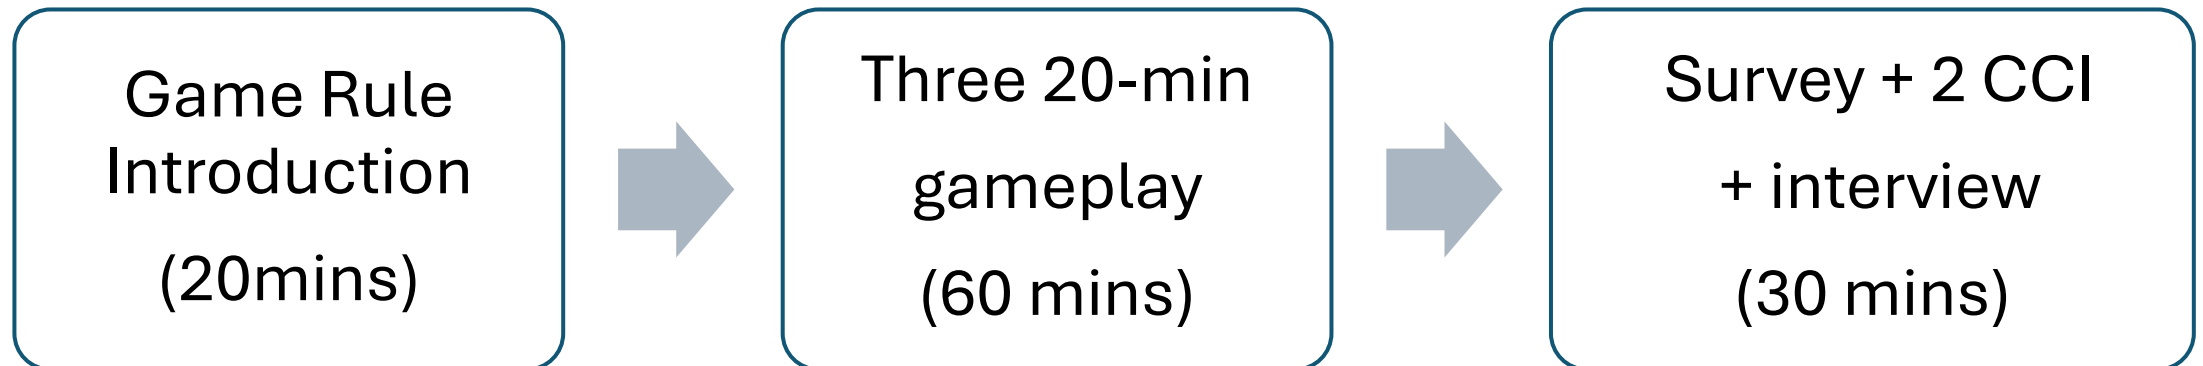 Game Rule
Introduction
(20mins)
Three 20-min
gameplay
(60 mins)
Survey + 2 CCI
+ interview
(30 mins)